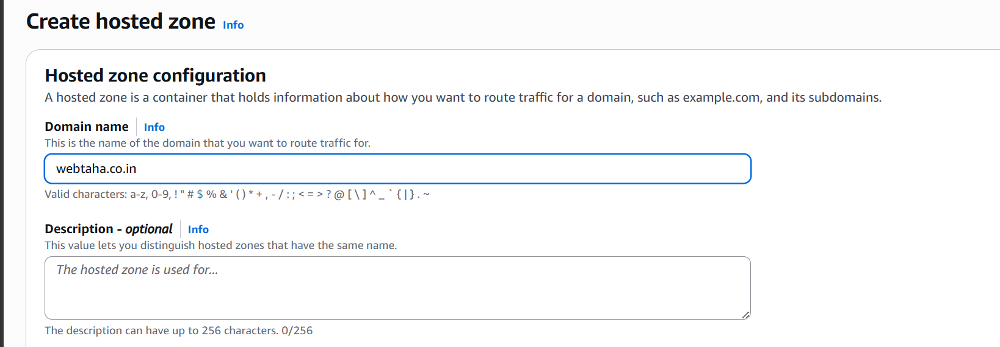 Create hosted zone Info
Hosted zone configuration
A hosted zone is a container that holds information about how you want to route traffic for a domain, such as example.com, and its subdomains.
Domain name Info
This is the name of the domain that you want to route traffic for.
webtaha.co.in
Valid characters: a-z, 0-9, ! " # $ % & ' ( ) * + , - / : ; < = > ? @ [ \ ] ^ _ ` { | } . ~
Description - optional Info
This value lets you distinguish hosted zones that have the same name.
The hosted zone is used for...
The description can have up to 256 characters. 0/256